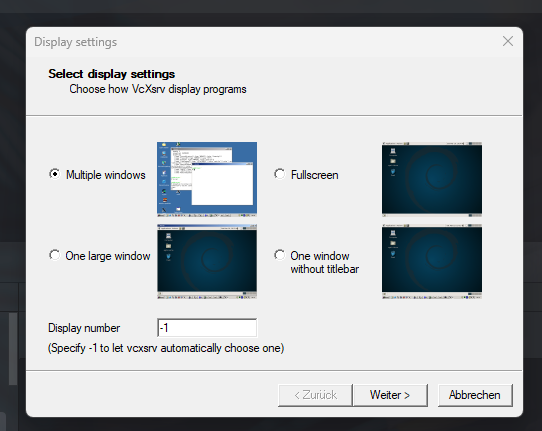 Display settings
Select display settings
Choose how VcXsrv display programs
Multiple windows
Fullscreen
One large window
One window
without titlebar
Display number
-1
(Specify -1 to let vcxsrv automatically choose one)
< Zurück
Weiter >
Abbrechen